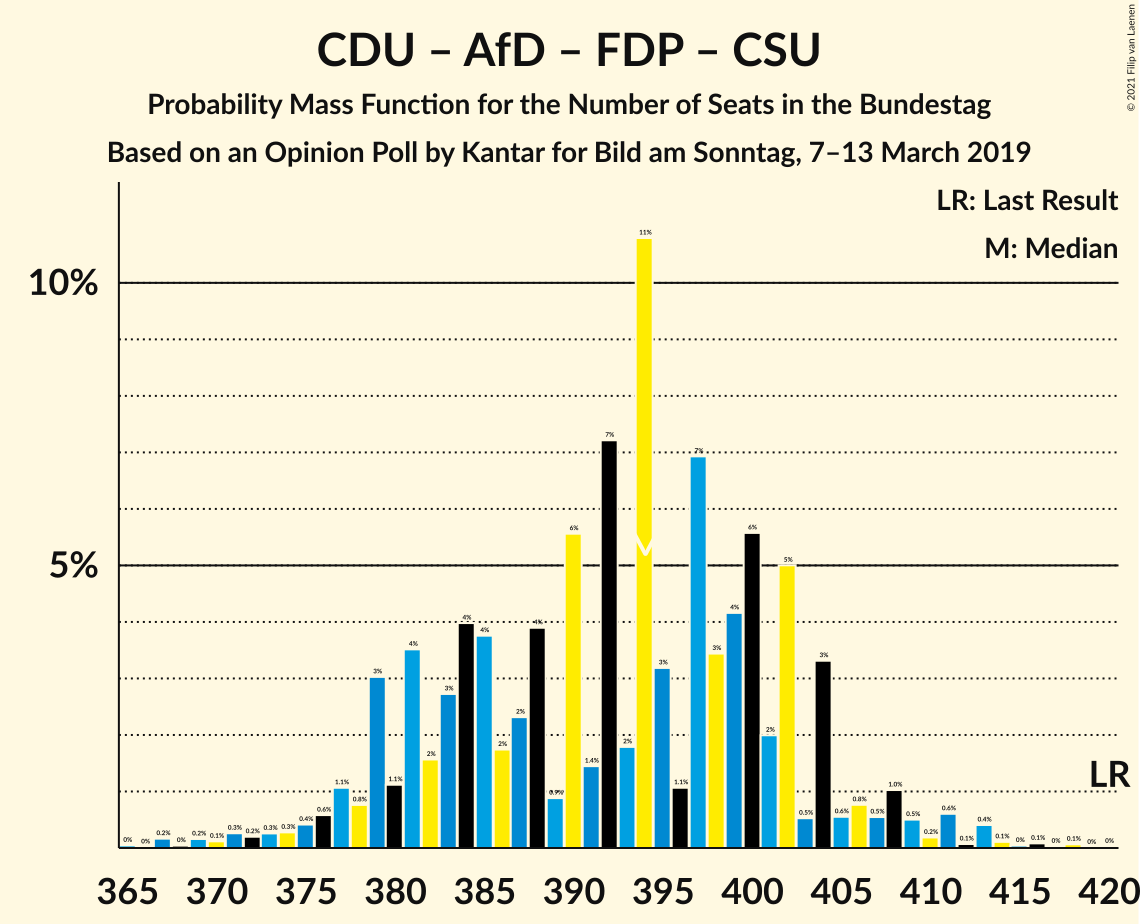 CDU – AfD – FDP – CSU
© 2021 Filip van Laenen
Probability Mass Function for the Number of Seats in the Bundestag
Based on an Opinion Poll by Kantar for Bild am Sonntag, 7–13 March 2019
LR: Last Result
M: Median
10%
5%
0% 0% 0.2% 0% 0.2% 0.1% 0.3% 0.2% 0.3% 0.3% 0.4% 0.6% 1.1% 0.8% 3% 1.1% 4% 2% 3% 4% 4% 2% 2% 4% 0.9% 6% 1.4% 7% 2% 11% 3% 1.1% 7% 3% 4% 6% 2% 5% 0.5% 3% 0.6% 0.8% 0.5% 1.0% 0.5% 0.2% 0.6% 0.1% 0.4% 0.1% 0% 0.1% 0% 0.1% 0% 0%
M
LR
365 370 375 380 385 390 395 400 405 410 415 420